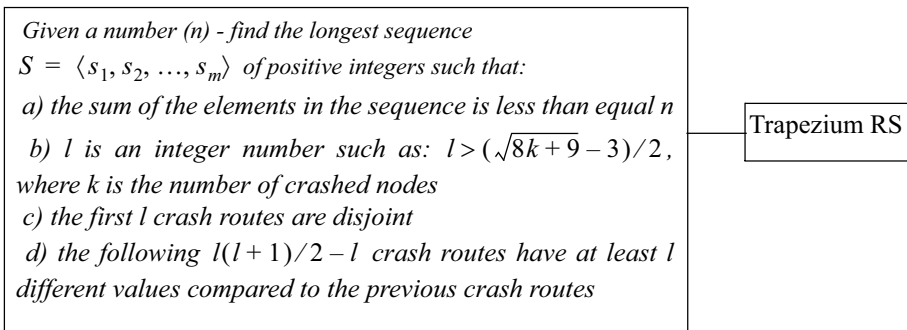 Given a number (n) - find the longest sequence
S = ⟨s₁, s₂, …, sₘ⟩ of positive integers such that:
a) the sum of the elements in the sequence is less than equal n
b) l is an integer number such as: l > (√(8k + 9) – 3)/2 ,
where k is the number of crashed nodes
c) the first l crash routes are disjoint
d) the following l(l + 1)/2 – l crash routes have at least l
different values compared to the previous crash routes
Trapezium RS